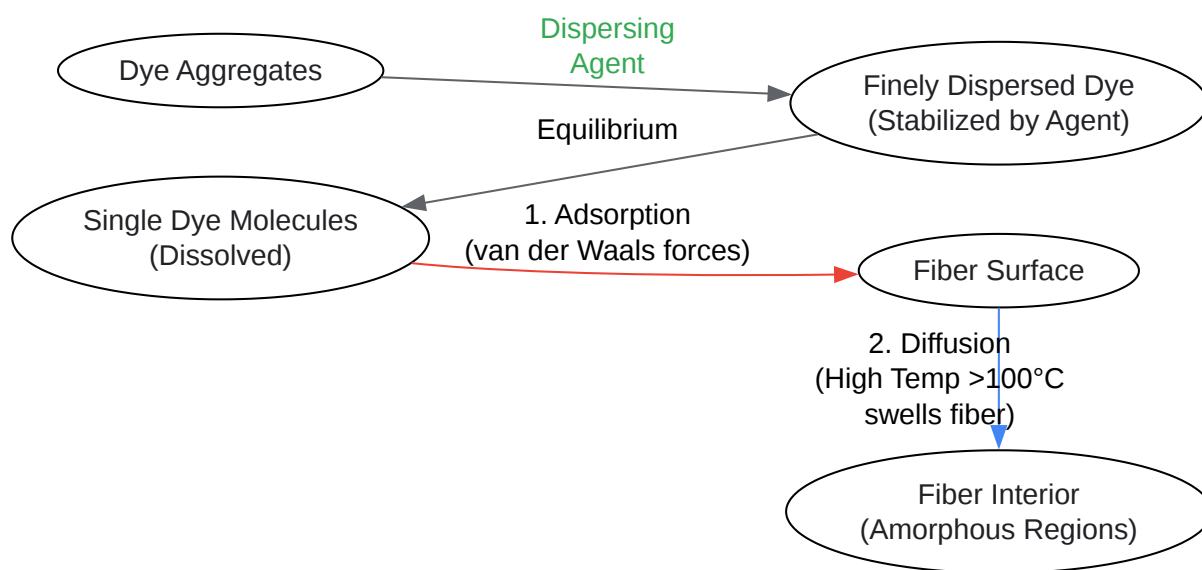 Dispersing
Agent
Dye Aggregates
Finely Dispersed Dye
(Stabilized by Agent)
Equilibrium
Single Dye Molecules
(Dissolved)
1. Adsorption
(van der Waals forces)
Fiber Surface
2. Diffusion
(High Temp >100°C
swells fiber)
Fiber Interior
(Amorphous Regions)